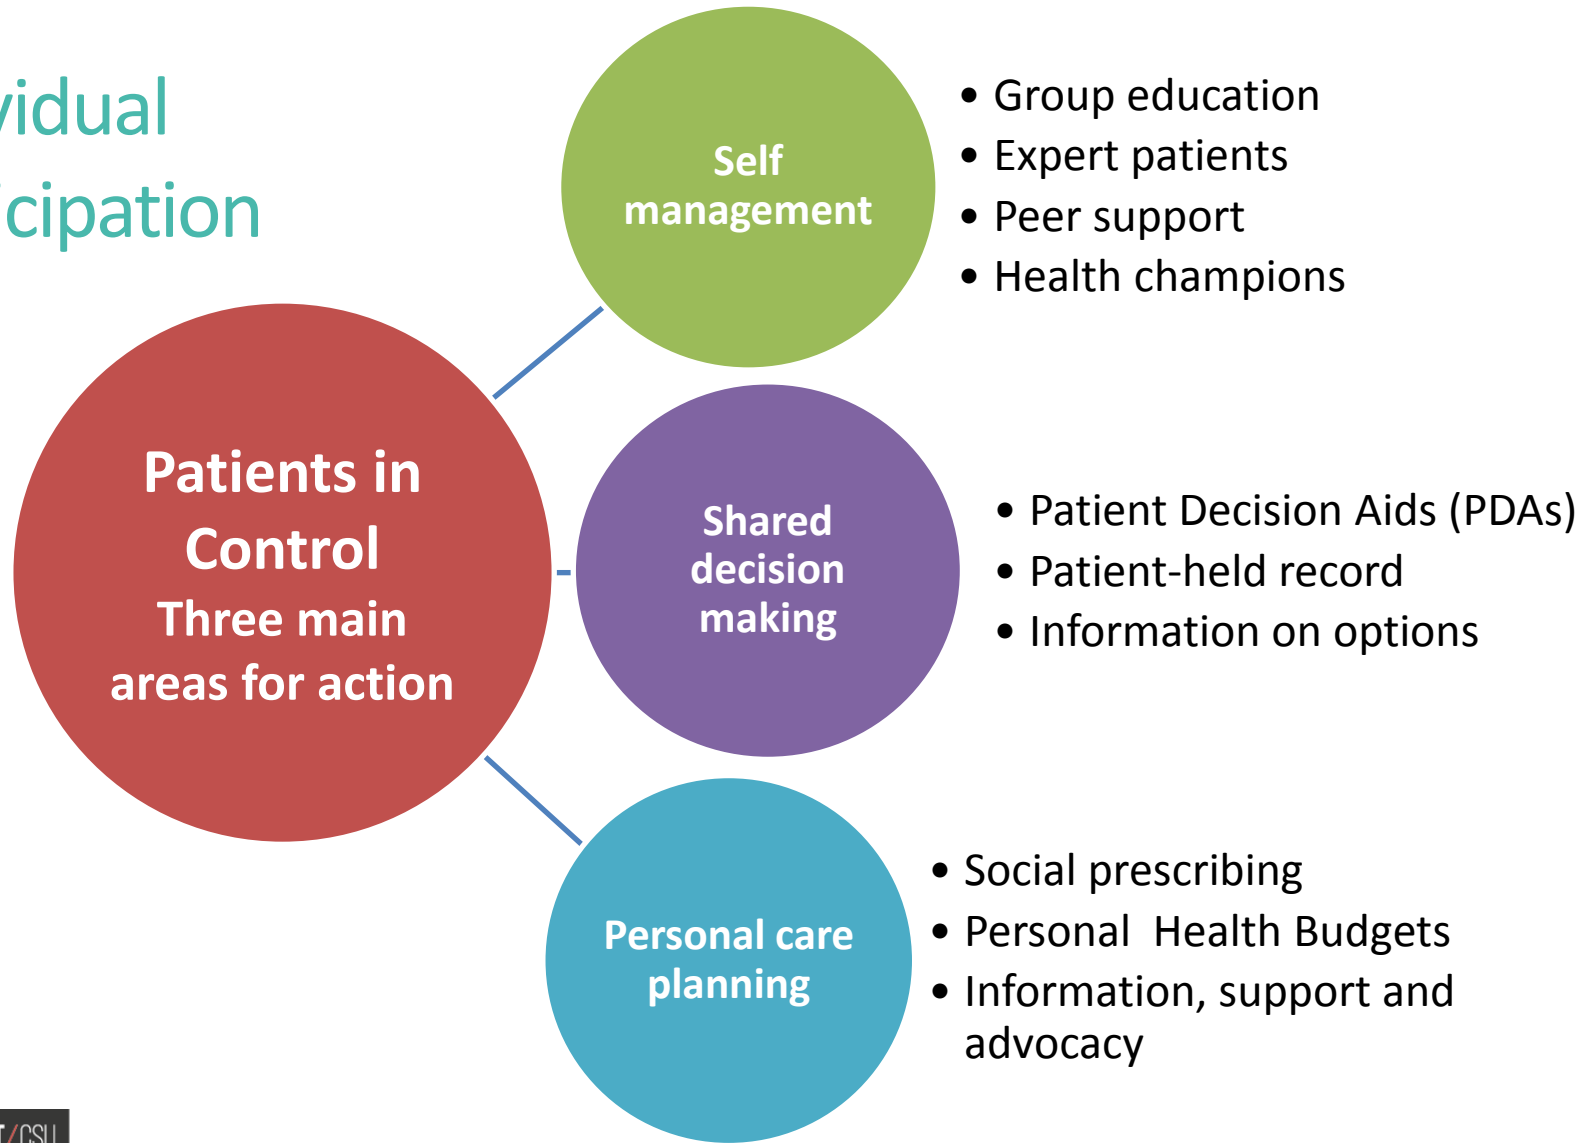 vidual
cipation
Self
management
• Group education
• Expert patients
• Peer support
• Health champions
Patients in
Control
Three main
areas for action
Shared
decision
making
• Patient Decision Aids (PDAs)
• Patient-held record
• Information on options
Personal care
planning
• Social prescribing
• Personal  Health Budgets
• Information, support and
advocacy
T/CSU